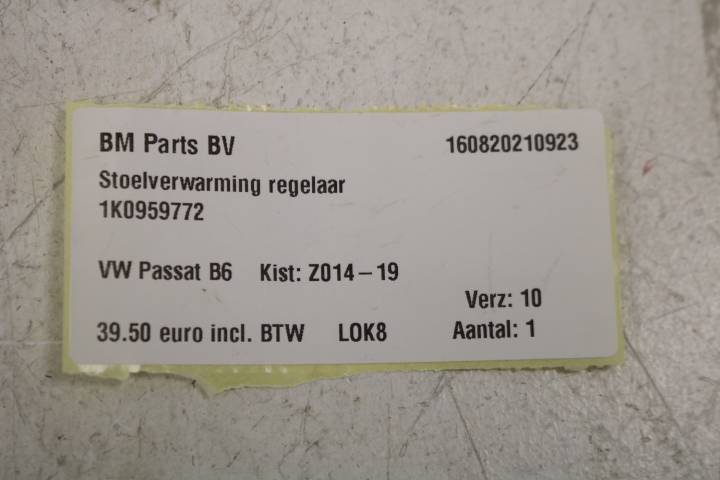 BM Parts BV 160820210923
Stoelverwarming regelaar
1K0959772
VW Passat B6 Kist: Z014-19
Verz: 10
39.50 euro incl. BTW LOK8 Aantal: 1